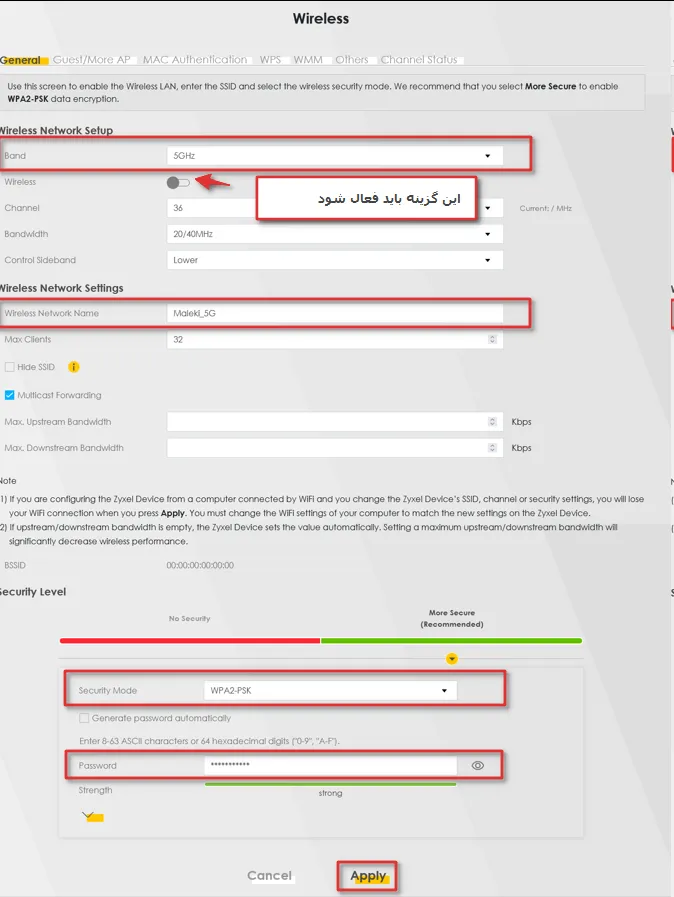 Wireless
General Guest/More AP MAC Authentication WPS WMM Others Channel Status
Use this screen to enable the Wireless LAN, enter the SSID and select the wireless security mode. We recommend that you select More Secure to enable
WPA2-PSK data encryption.
Wireless Network Setup
Band 5GHz
Wireless
این گزینه باید فعال شود
Channel 36 Current: / MHz
Bandwidth 20/40MHz
Control Sideband Lower
Wireless Network Settings
Wireless Network Name Maleki_5G
Max Clients 32
Hide SSID i
Multicast Forwarding
Max. Upstream Bandwidth Kbps
Max. Downstream Bandwidth Kbps
Note
1) If you are configuring the Zyxel Device from a computer connected by WiFi and you change the Zyxel Device's SSID, channel or security settings, you will lose
your WiFi connection when you press Apply. You must change the WiFi settings of your computer to match the new settings on the Zyxel Device.
2) If upstream/downstream bandwidth is empty, the Zyxel Device sets the value automatically. Setting a maximum upstream/downstream bandwidth will
significantly decrease wireless performance.
BSSID 00:00:00:00:00:00
Security Level
No Security
More Secure
(Recommended)
Security Mode WPA2-PSK
Generate password automatically
Enter 8-63 ASCII characters or 64 hexadecimal digits ("0-9", "A-F").
Password ***********
Strength
strong
Cancel Apply